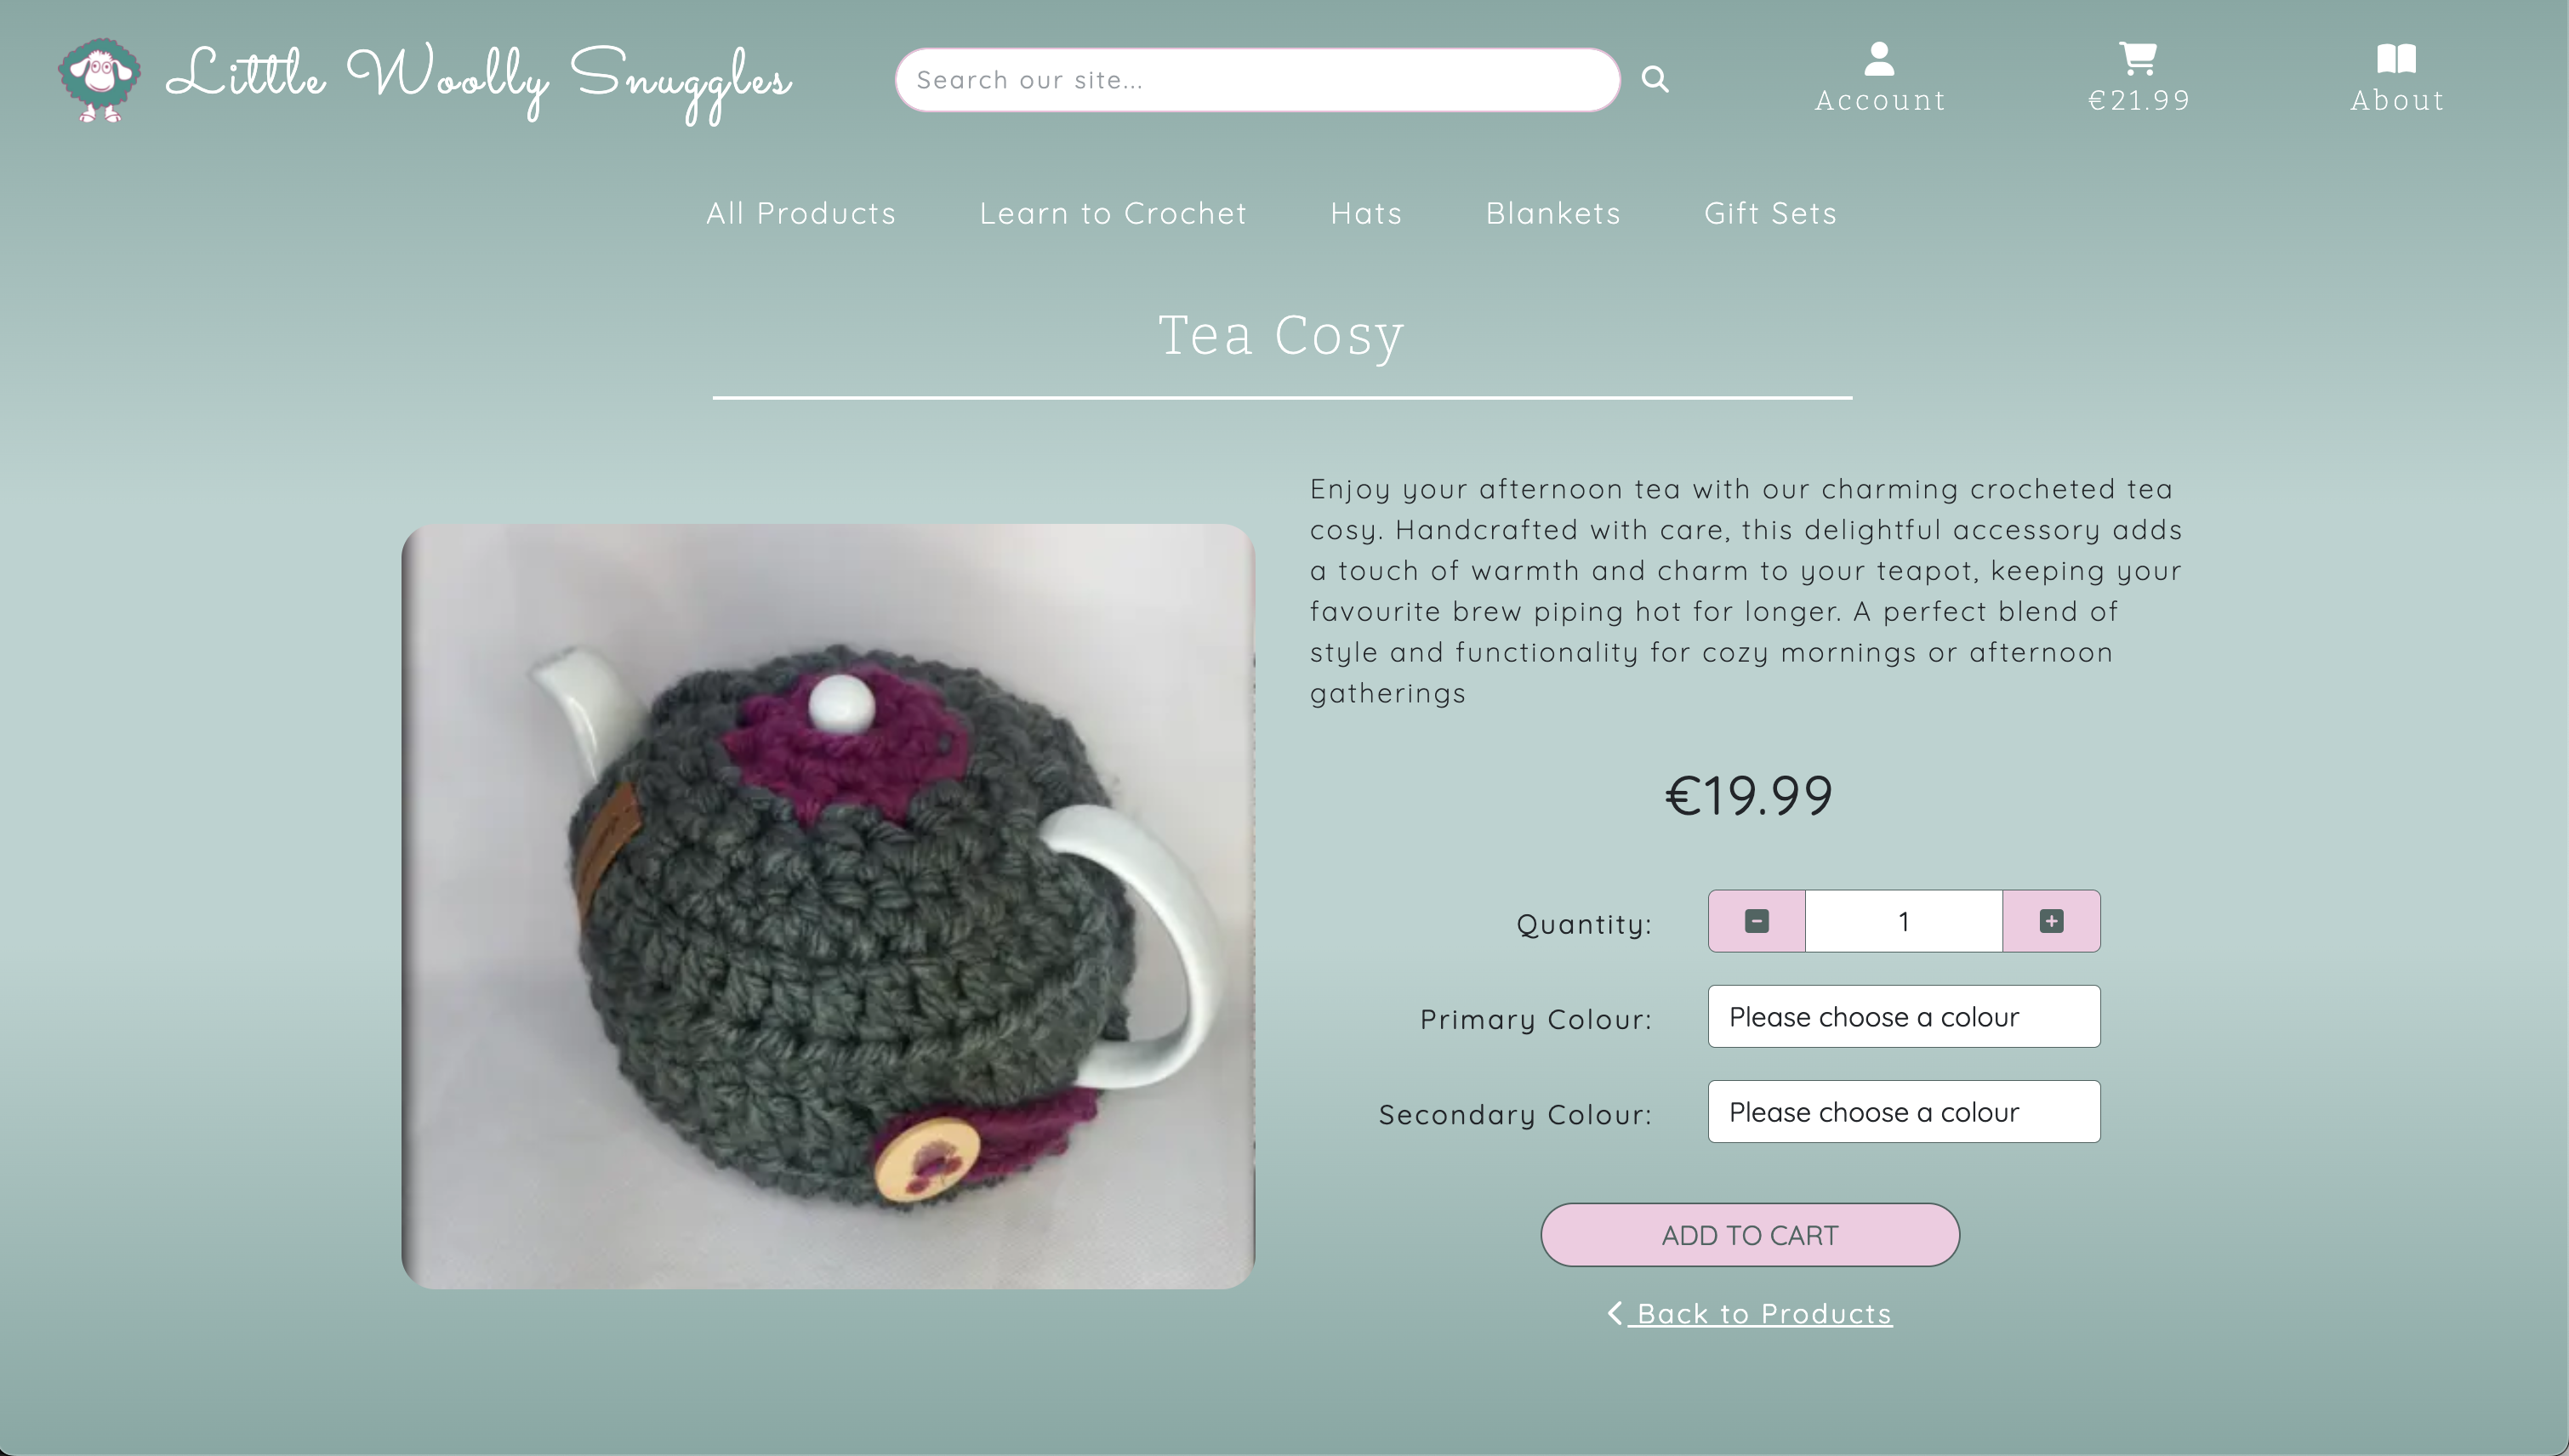 Little Woolly Snuggles
Search our site...
Account
€21.99
About
All Products
Learn to Crochet
Hats
Blankets
Gift Sets
Tea Cosy
Enjoy your afternoon tea with our charming crocheted tea
cosy. Handcrafted with care, this delightful accessory adds
a touch of warmth and charm to your teapot, keeping your
favourite brew piping hot for longer. A perfect blend of
style and functionality for cozy mornings or afternoon
gatherings
€19.99
Quantity:
1
Primary Colour:
Please choose a colour
Secondary Colour:
Please choose a colour
ADD TO CART
Back to Products